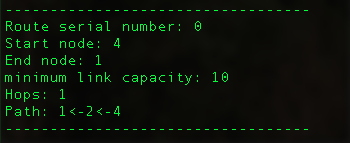 ----------------------------------
Route serial number: 0
Start node: 4
End node: 1
minimum link capacity: 10
Hops: 1
Path: 1<-2<-4
----------------------------------